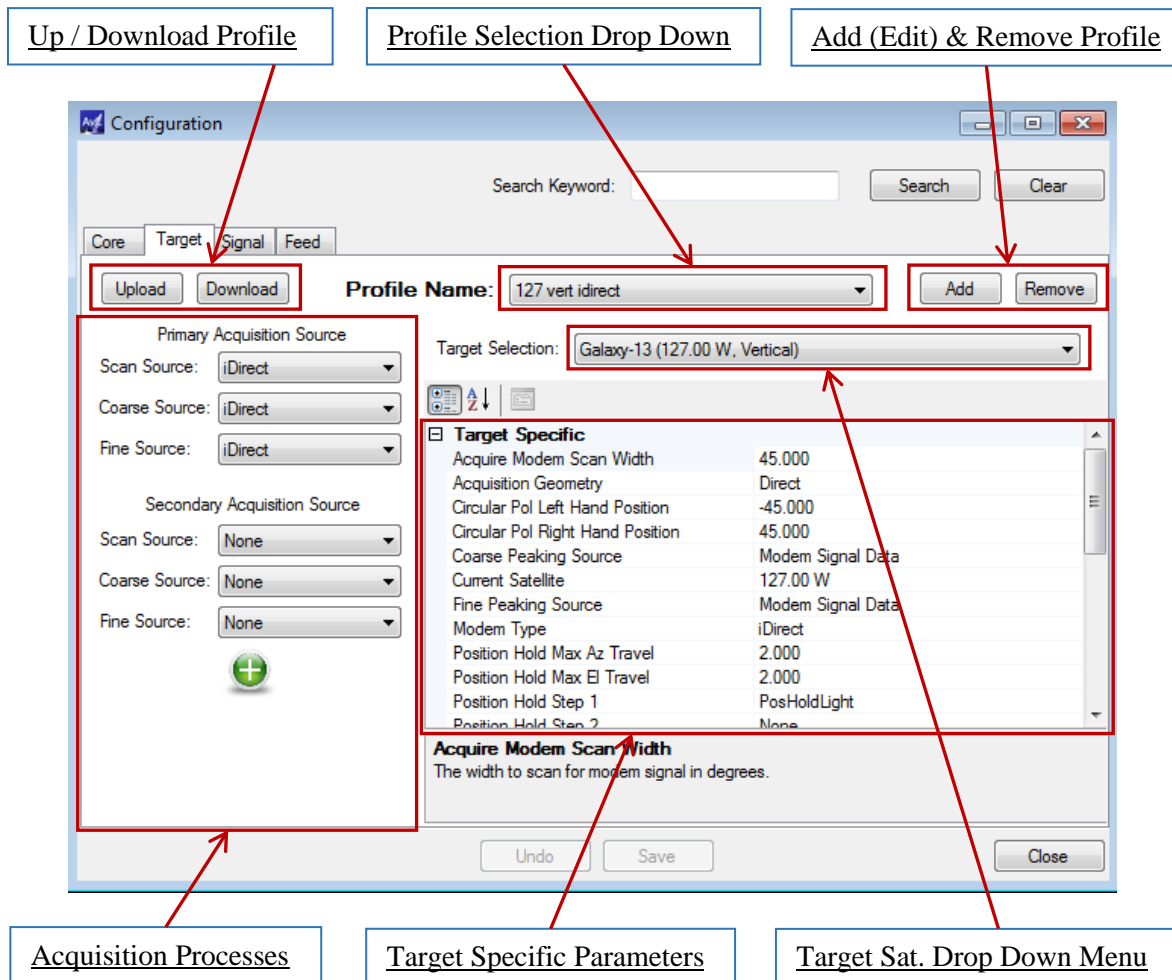 Up / Download Profile
Profile Selection Drop Down
Add (Edit) & Remove Profile
Configuration
Search Keyword:
Search
Clear
Core
Target
Signal
Feed
Upload
Download
Profile Name:
127 vert idirect
Add
Remove
Primary Acquisition Source
Scan Source:
iDirect
Coarse Source:
iDirect
Fine Source:
iDirect
Secondary Acquisition Source
Scan Source:
None
Coarse Source:
None
Fine Source:
None
Target Selection:
Galaxy-13 (127.00 W, Vertical)
Target Specific
Acquire Modem Scan Width 45.000
Acquisition Geometry Direct
Circular Pol Left Hand Position -45.000
Circular Pol Right Hand Position 45.000
Coarse Peaking Source Modem Signal Data
Current Satellite 127.00 W
Fine Peaking Source Modem Signal Data
Modem Type iDirect
Position Hold Max Az Travel 2.000
Position Hold Max El Travel 2.000
Position Hold Step 1 PosHoldLight
Position Hold Step 2 None
Acquire Modem Scan Width
The width to scan for modem signal in degrees.
Undo
Save
Close
Acquisition Processes
Target Specific Parameters
Target Sat. Drop Down Menu